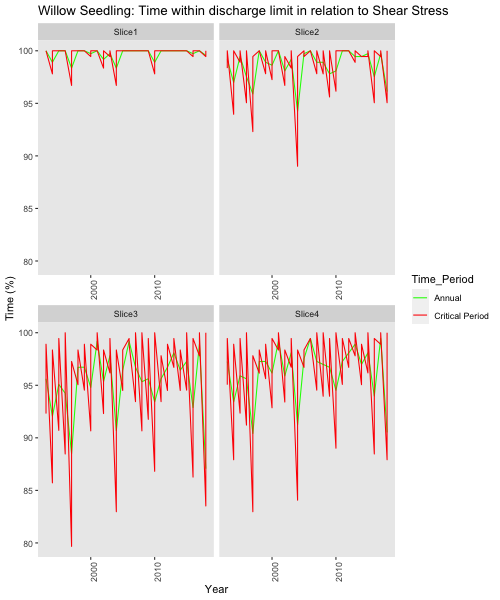 Willow Seedling: Time within discharge limit in relation to Shear Stress
Slice1
Slice2
100
95
90
85
80
2000
2010
2000
2010
Time (%)
Slice3
Slice4
100
95
90
85
80
2000
2010
2000
2010
Year
Time_Period
Annual
Critical Period